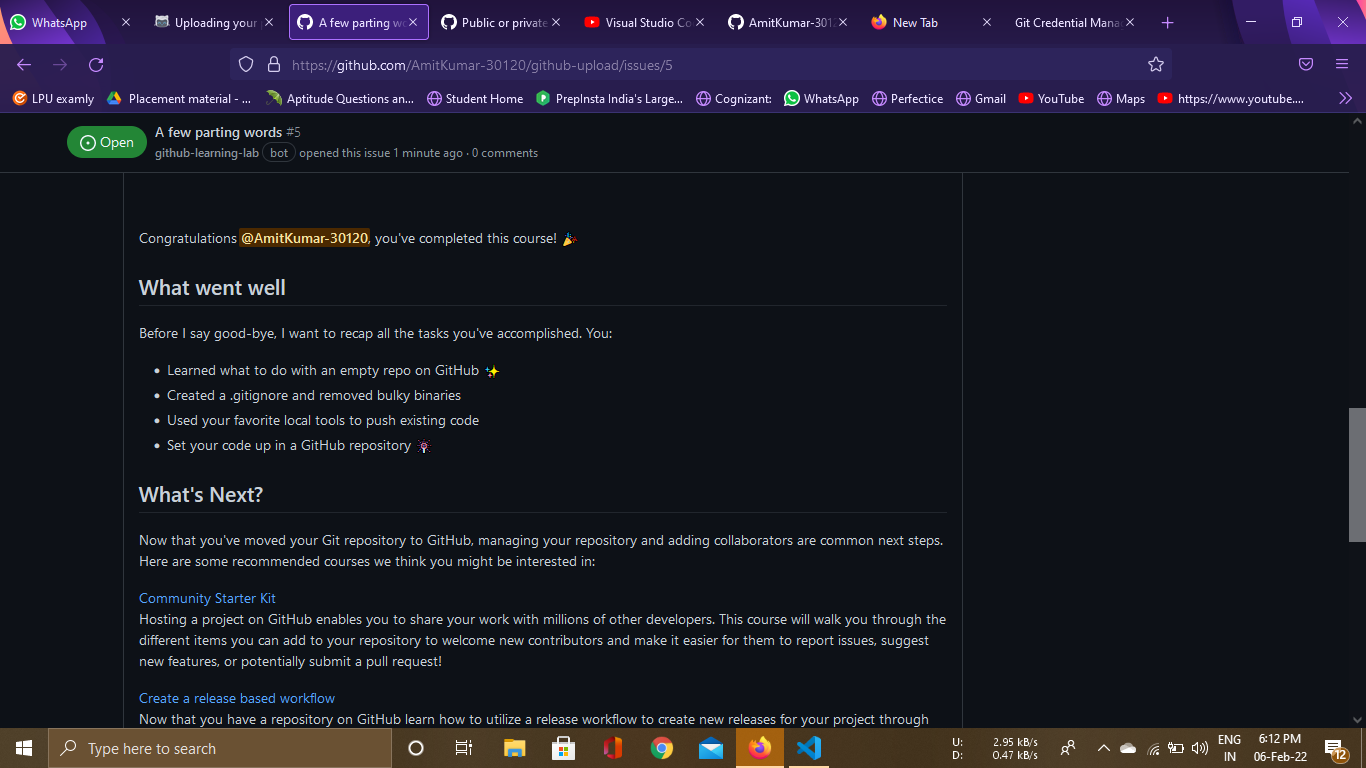 WhatsApp
Uploading your
A few parting wo
Public or private
Visual Studio Co
AmitKumar-3012
New Tab
Git Credential Mana
https://github.com/AmitKumar-30120/github-upload/issues/5
LPU examly
Placement material - ...
Aptitude Questions an...
Student Home
PrepInsta India's Large...
Cognizant:
WhatsApp
Perfectice
Gmail
YouTube
Maps
https://www.youtube....
Open
A few parting words #5
github-learning-lab bot opened this issue 1 minute ago · 0 comments
Congratulations @AmitKumar-30120, you've completed this course! 🎉
What went well
Before I say good-bye, I want to recap all the tasks you've accomplished. You:
• Learned what to do with an empty repo on GitHub ✨
• Created a .gitignore and removed bulky binaries
• Used your favorite local tools to push existing code
• Set your code up in a GitHub repository
What's Next?
Now that you've moved your Git repository to GitHub, managing your repository and adding collaborators are common next steps.
Here are some recommended courses we think you might be interested in:
Community Starter Kit
Hosting a project on GitHub enables you to share your work with millions of other developers. This course will walk you through the
different items you can add to your repository to welcome new contributors and make it easier for them to report issues, suggest
new features, or potentially submit a pull request!
Create a release based workflow
Now that you have a repository on GitHub learn how to utilize a release workflow to create new releases for your project through
Type here to search
U: 2.95 kB/s
D: 0.47 kB/s
ENG
IN
6:12 PM
06-Feb-22
12